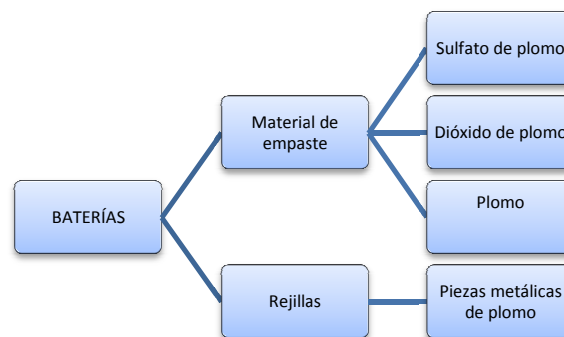 Sulfato de plomo
Material de
empaste
Dióxido de plomo
BATERÍAS
Plomo
Rejillas
Piezas metálicas
de plomo